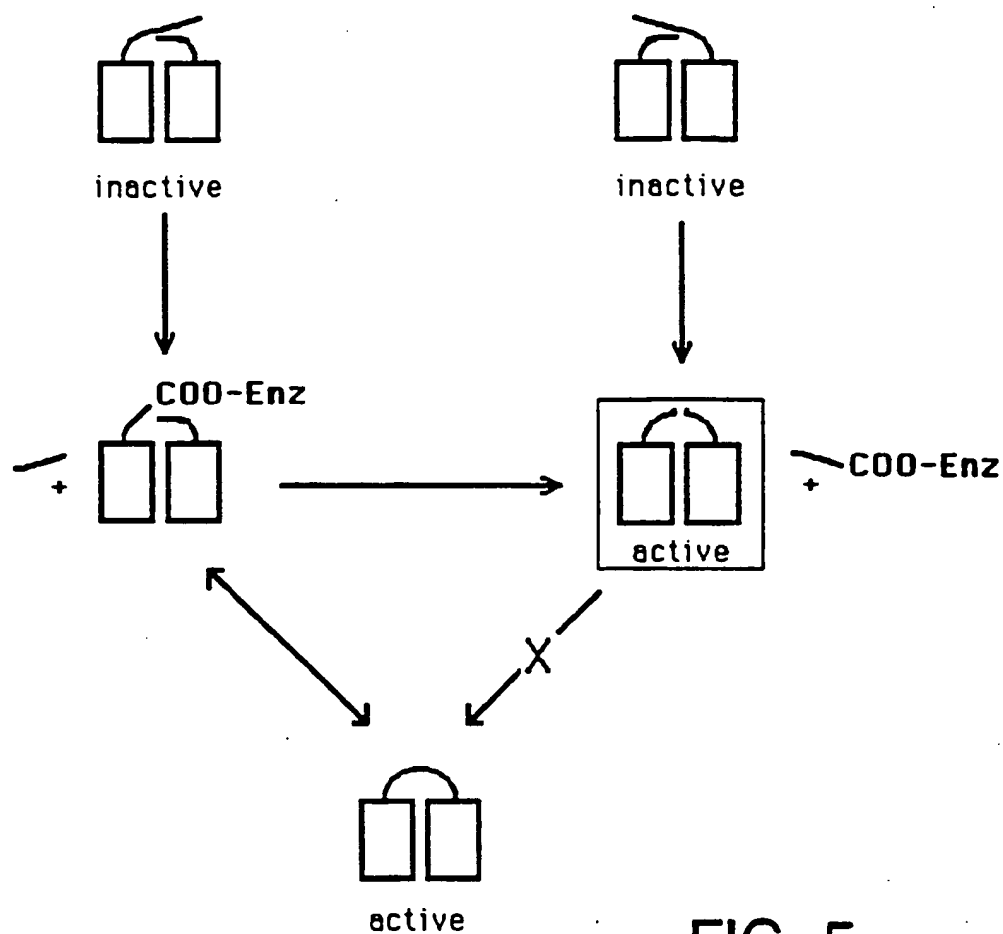 inactive
inactive
COO-Enz
+
+
COO-Enz
active
X
active
FIG. 5